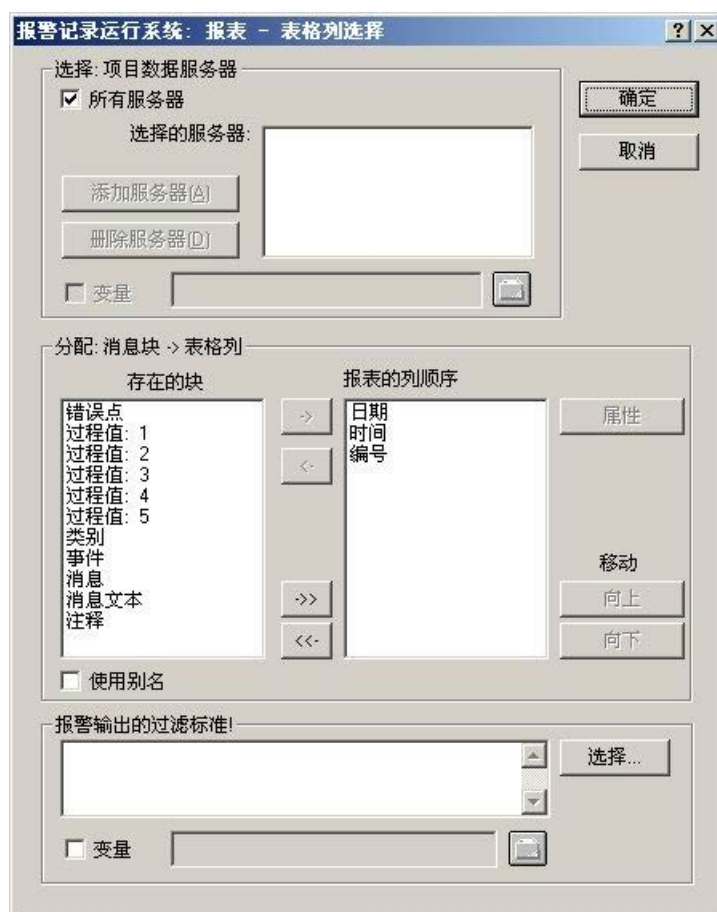 报警记录运行系统: 报表 - 表格列选择
选择: 项目数据服务器
所有服务器
确定
选择的服务器:
取消
添加服务器(A)
删除服务器(D)
变量
分配: 消息块 -> 表格列
存在的块
报表的列顺序
错误点
过程值: 1
过程值: 2
过程值: 3
过程值: 4
过程值: 5
类别
事件
消息
消息文本
注释
->
<-
->>
<<-
日期
时间
编号
属性
移动
向上
向下
使用别名
报警输出的过滤标准!
选择...
变量